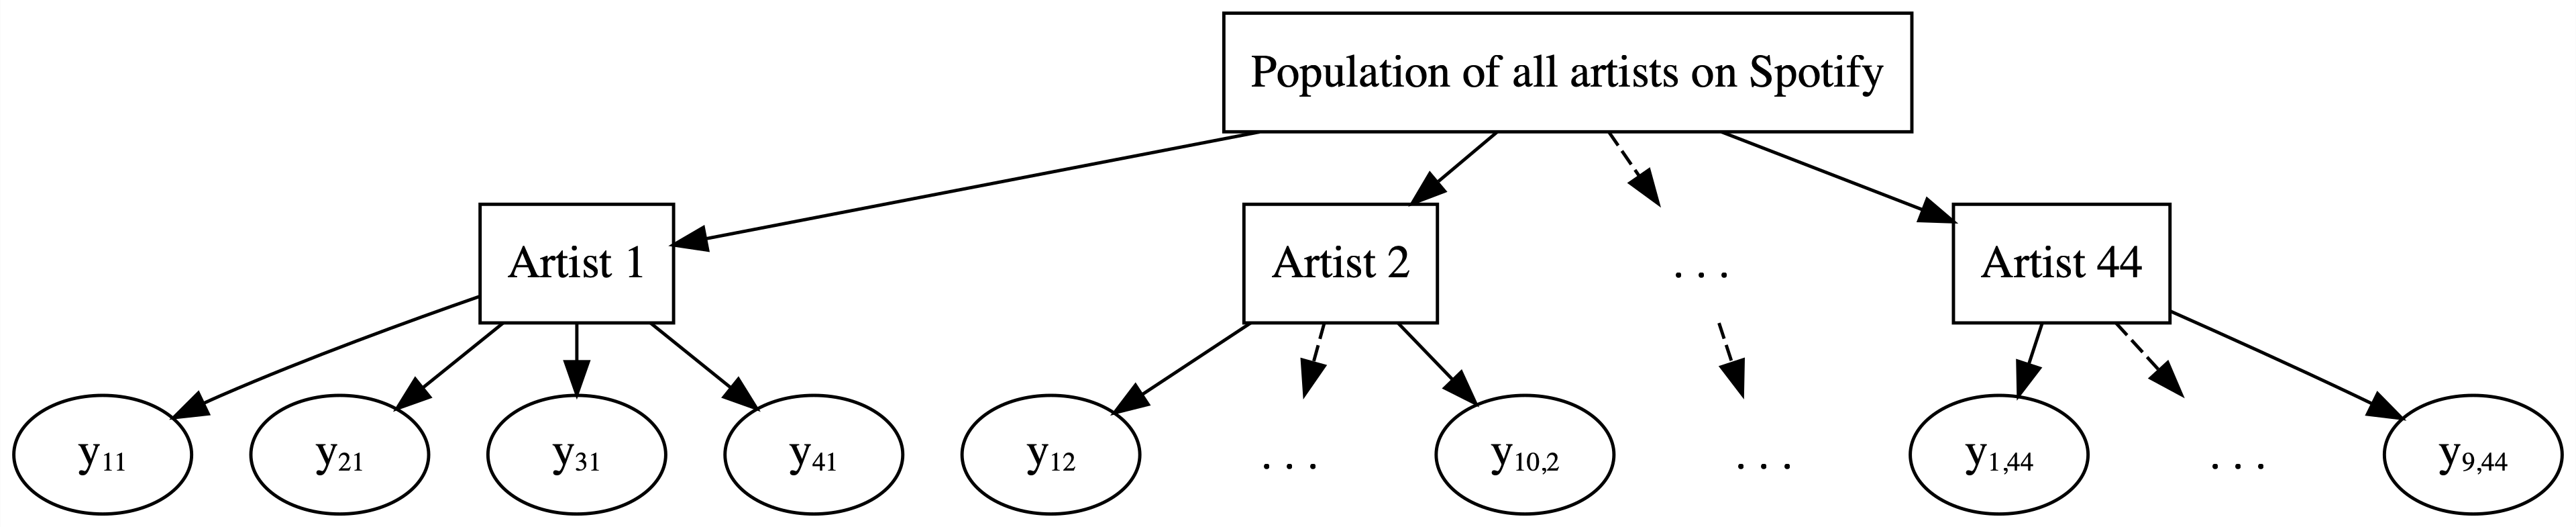 Population of all artists on Spotify
Artist 1
Artist 2
. . .
Artist 44
y11
y21
y31
y41
y12
. . .
y10,2
. . .
y1,44
. . .
y9,44